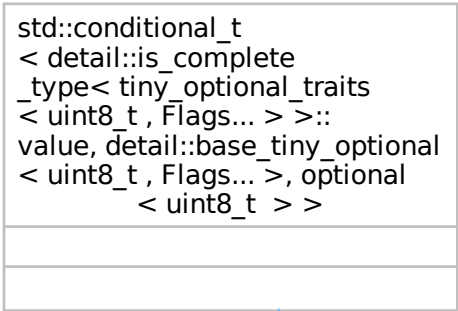 std::conditional_t
< detail::is_complete
_type< tiny_optional_traits
< uint8_t , Flags... > >::
value, detail::base_tiny_optional
< uint8_t , Flags... >, optional
< uint8_t  > >